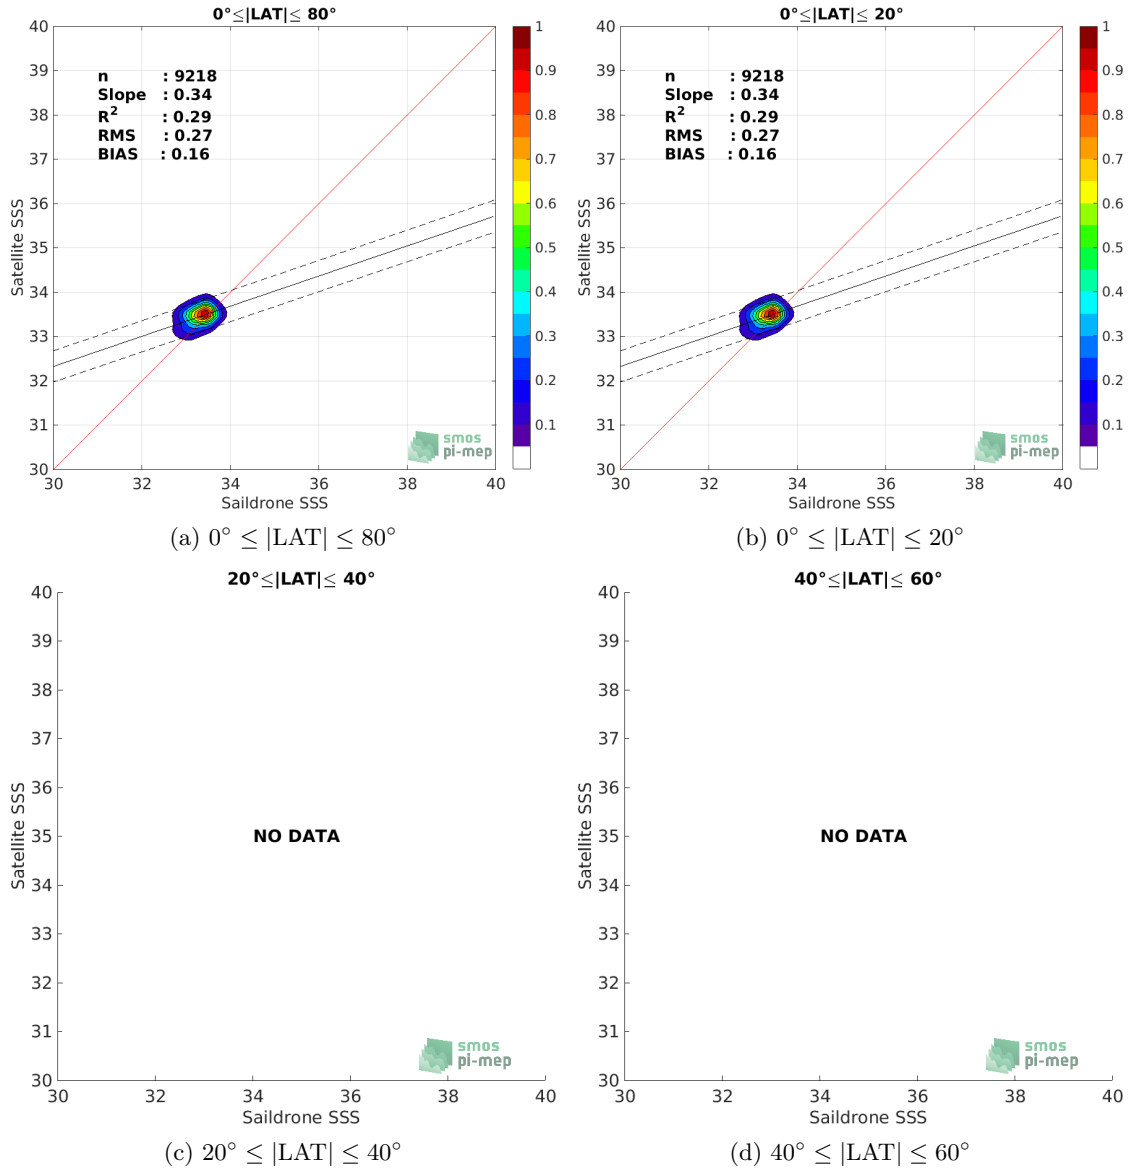 0°≤|LAT|≤ 80°
40
39
38
37
36
35
34
33
32
31
30
Satellite SSS
n : 9218
Slope : 0.34
R² : 0.29
RMS : 0.27
BIAS : 0.16
smos
pi-mep
30 32 34 36 38 40
Saildrone SSS
1
0.9
0.8
0.7
0.6
0.5
0.4
0.3
0.2
0.1
(a) 0° ≤ |LAT| ≤ 80°
0°≤|LAT|≤ 20°
40
39
38
37
36
35
34
33
32
31
30
Satellite SSS
n : 9218
Slope : 0.34
R² : 0.29
RMS : 0.27
BIAS : 0.16
smos
pi-mep
30 32 34 36 38 40
Saildrone SSS
1
0.9
0.8
0.7
0.6
0.5
0.4
0.3
0.2
0.1
(b) 0° ≤ |LAT| ≤ 20°
20°≤|LAT|≤ 40°
40
39
38
37
36
35
34
33
32
31
30
Satellite SSS
NO DATA
smos
pi-mep
30 32 34 36 38 40
Saildrone SSS
(c) 20° ≤ |LAT| ≤ 40°
40°≤|LAT|≤ 60°
40
39
38
37
36
35
34
33
32
31
30
Satellite SSS
NO DATA
smos
pi-mep
30 32 34 36 38 40
Saildrone SSS
(d) 40° ≤ |LAT| ≤ 60°